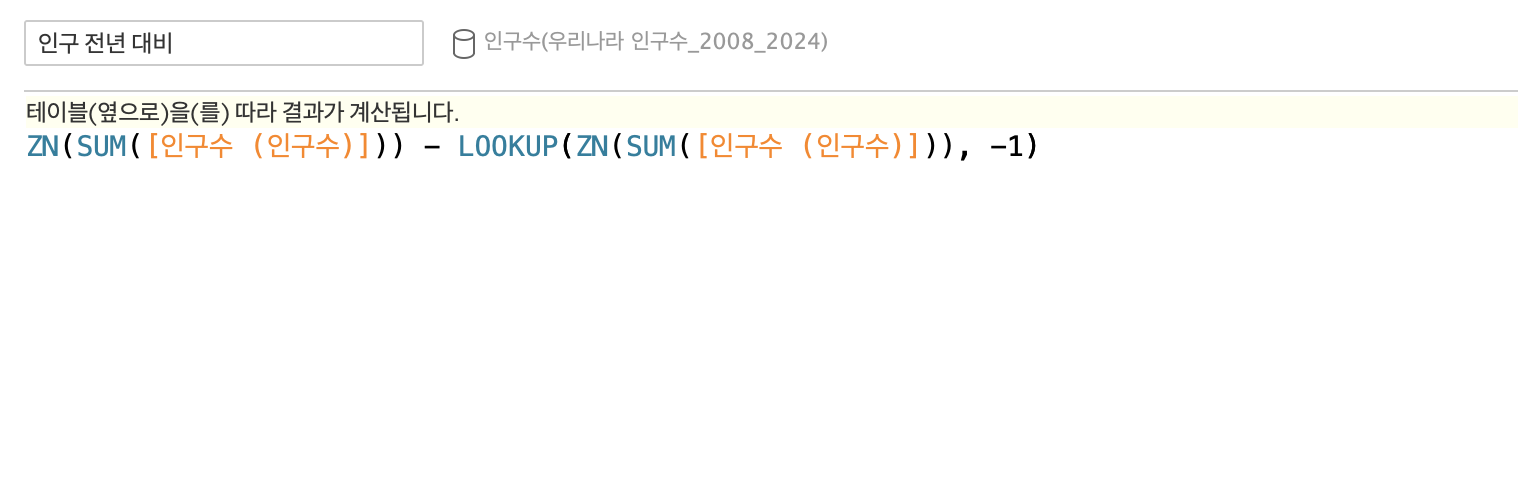 인구 전년 대비
인구수(우리나라 인구수_2008_2024)
테이블(옆으로)을(를) 따라 결과가 계산됩니다.
ZN(SUM([인구수 (인구수)])) - LOOKUP(ZN(SUM([인구수 (인구수)])), -1)